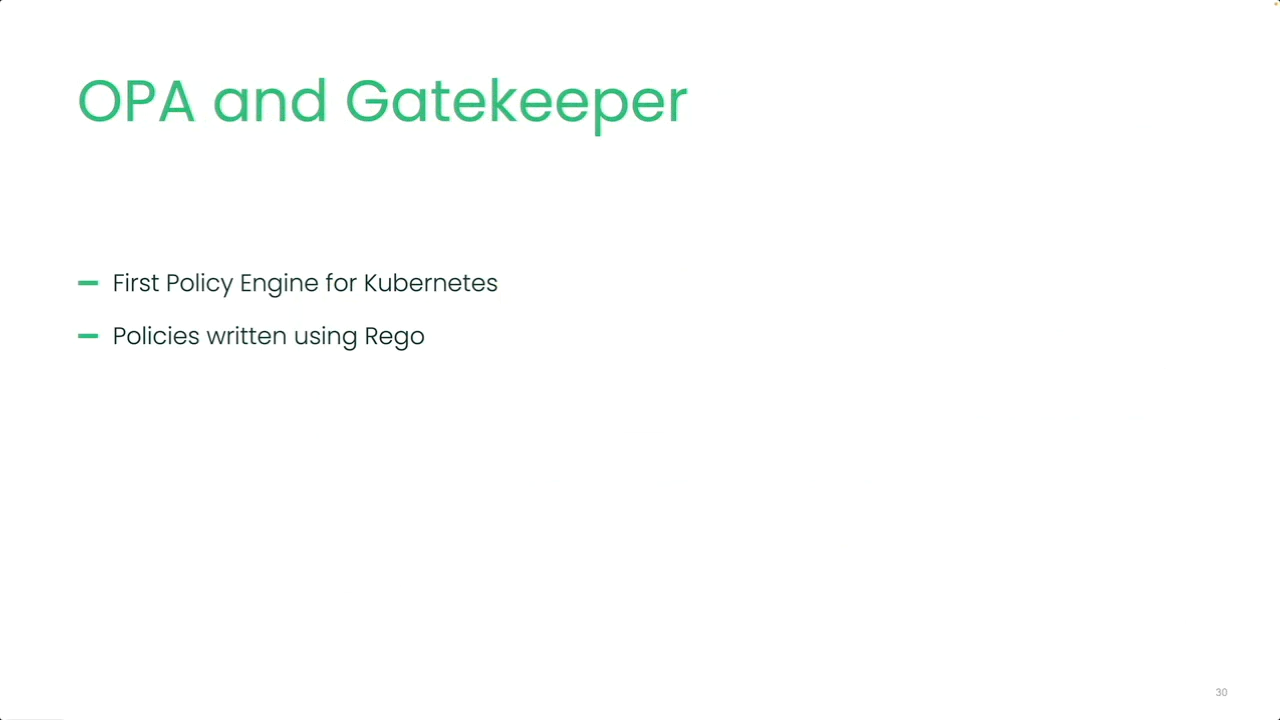 OPA and Gatekeeper
First Policy Engine for Kubernetes
Policies written using Rego
30